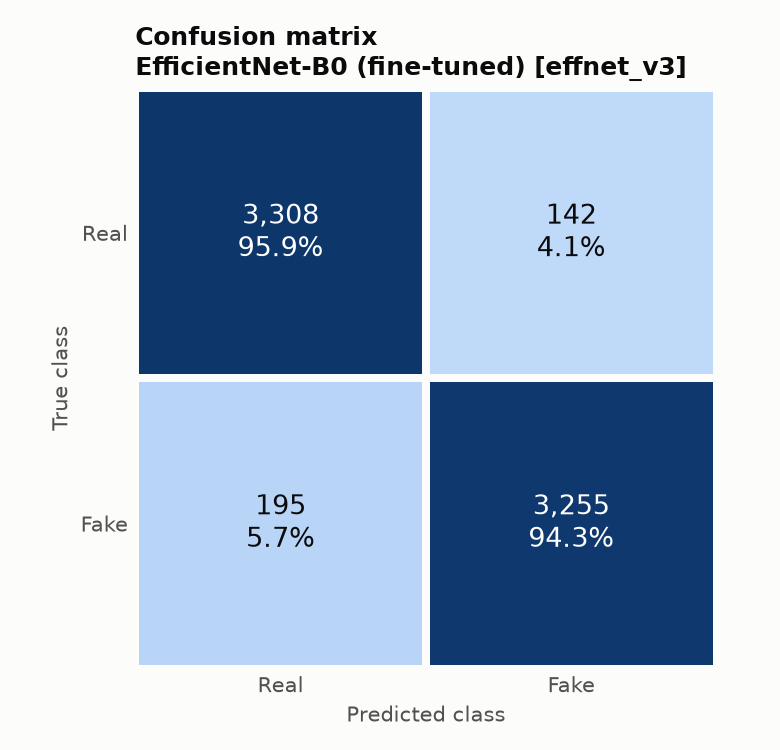 Confusion matrix
EfficientNet-B0 (fine-tuned) [effnet_v3]
True class
Real
3,308
95.9%
142
4.1%
Fake
195
5.7%
3,255
94.3%
Real
Fake
Predicted class